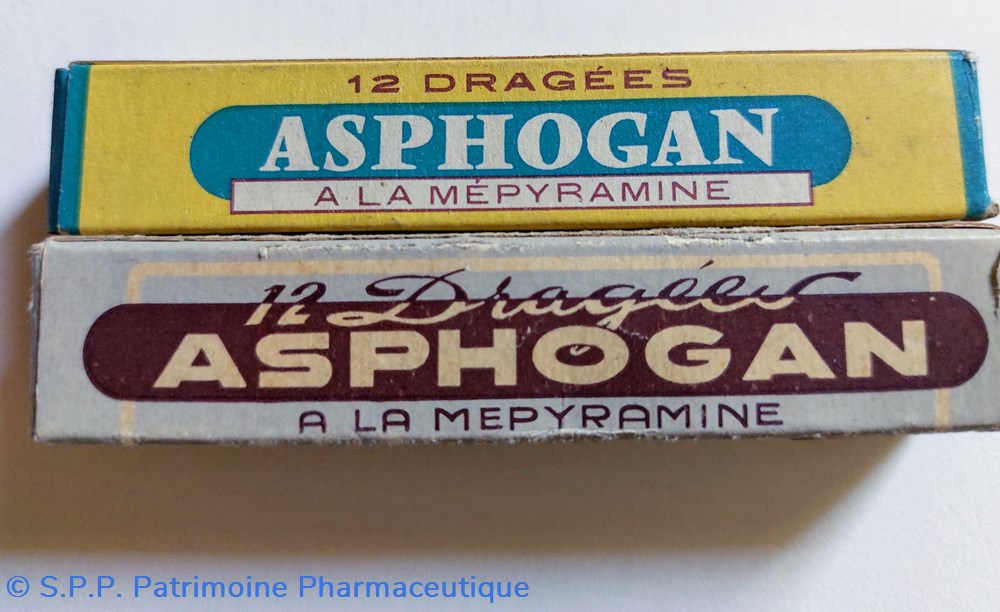 12 DRAGÉES
ASPHOGAN
A LA MÉPYRAMINE
12 Dragées
ASPHOGAN
A LA MEPYRAMINE
© S.P.P. Patrimoine Pharmaceutique